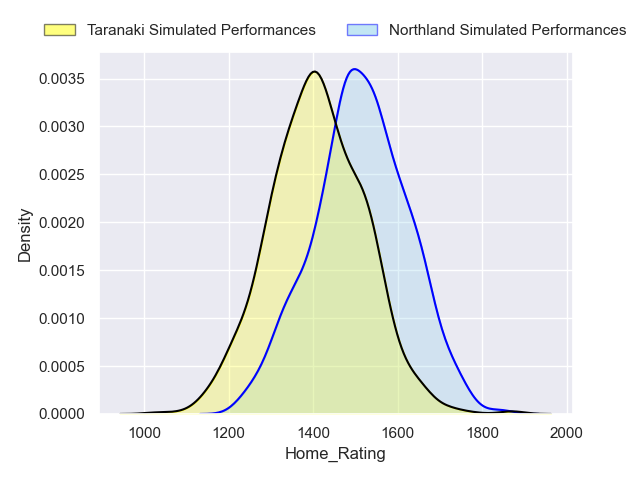 Taranaki Simulated Performances Northland Simulated Performances
0.0035
0.0030
0.0025
0.0020
0.0015
0.0010
0.0005
0.0000
Density
1000 1200 1400 1600 1800 2000
Home_Rating